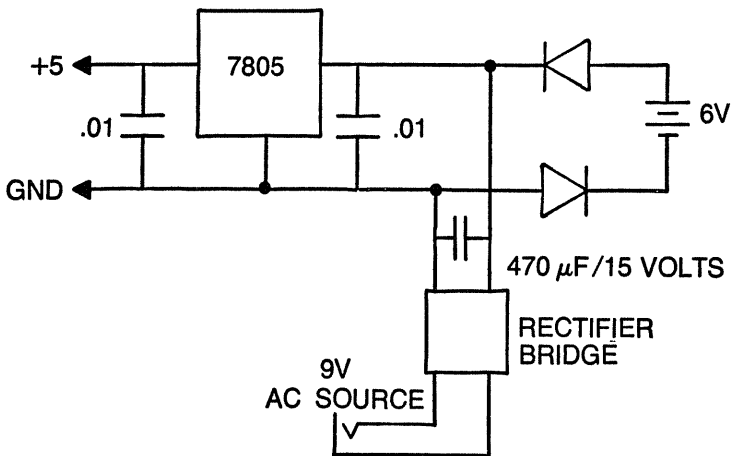 +5
7805
.01
.01
6V
GND
470 µF/15 VOLTS
RECTIFIER
BRIDGE
9V
AC SOURCE